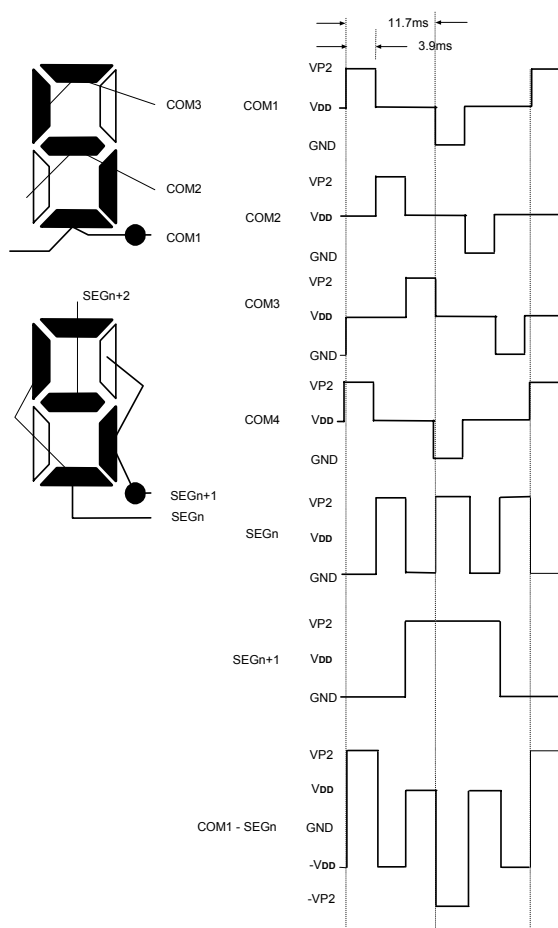 11.7ms
3.9ms
COM3
COM2
COM1
SEGn+2
SEGn+1
SEGn
COM1
VP2
VDD
GND
COM2
VP2
VDD
GND
COM3
VP2
VDD
GND
COM4
VP2
VDD
GND
SEGn
VP2
VDD
GND
SEGn+1
VP2
VDD
GND
COM1 - SEGn
VP2
VDD
GND
-VDD
-VP2